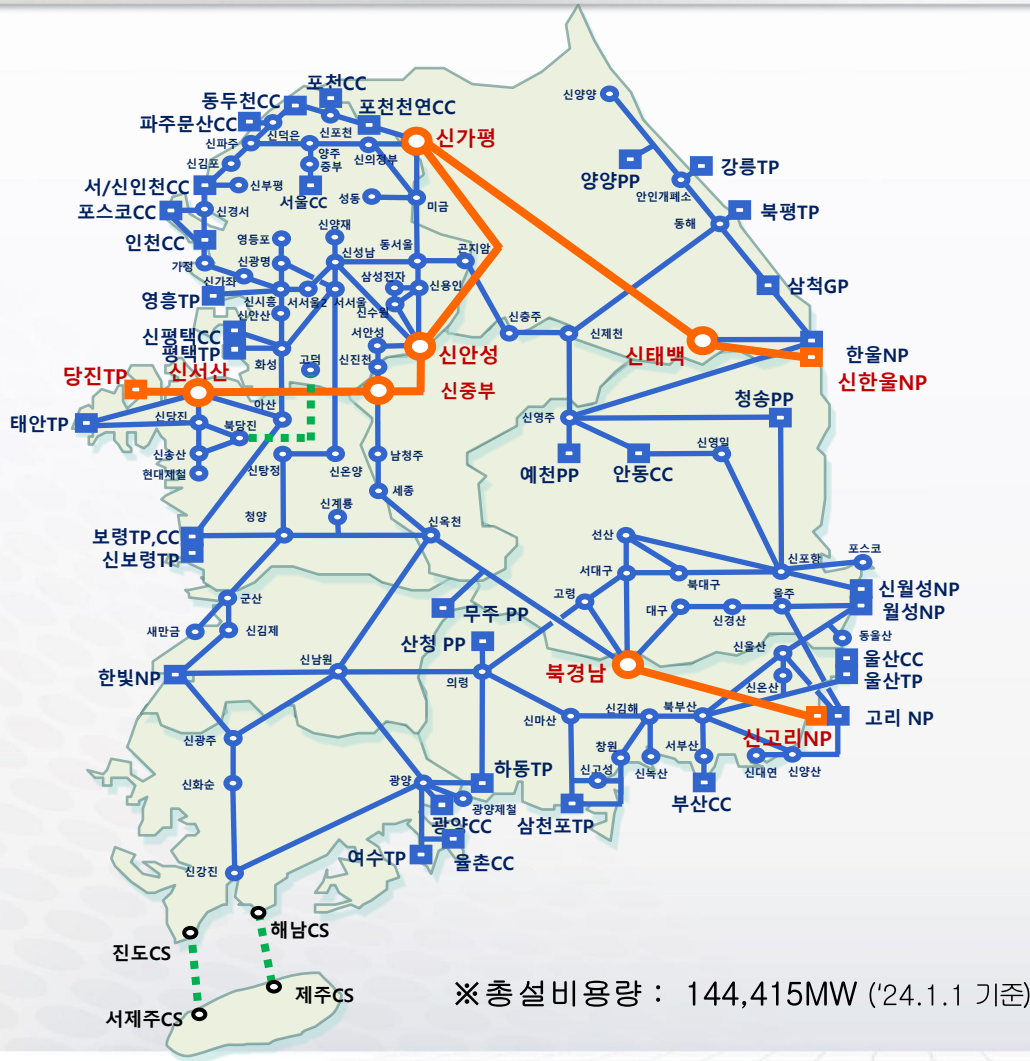 포천CC
동두천CC
포천천연CC
파주문산CC
신양양
신덕은
신포천
신가평
신파주
양주
중부
신의정부
신김포
양양PP
강릉TP
서/신인천CC
신부평
서울CC
성동
미금
안인개폐소
포스코CC
신경서
북평TP
동해
인천CC
영등포
신양재
신성남
동서울
곤지암
가정
신광명
신가좌
삼성전자
신용인
삼척GP
영흥TP
신시흥
서서울2
서서울
신수원
신안산
신충주
신제천
신평택CC
평택TP
서안성
화성
고덕
신진천
신안성
신태백
한울NP
신한울NP
당진TP
신서산
신중부
청송PP
태안TP
신당진
북당진
아산
신영주
신송산
현대제철
신탕정
신온양
남청주
예천PP
안동CC
신영일
세종
신계룡
청양
신옥천
보령TP,CC
신보령TP
선산
포스코
신포항
서대구
북대구
신월성NP
월성NP
고령
대구
신경산
울주
군산
새만금
신김제
무주 PP
동울산
산청 PP
신울산
울산CC
울산TP
신남원
한빛NP
의령
북경남
신온산
신마산
신김해
북부산
고리 NP
신고리NP
신광주
창원
서부산
신고성
신녹산
신대연
신양산
신화순
광양
하동TP
부산CC
광양제철
광양CC
삼천포TP
여수TP
율촌CC
신강진
해남CS
진도CS
제주CS
서제주CS
※총설비용량 : 144,415MW ('24.1.1 기준)